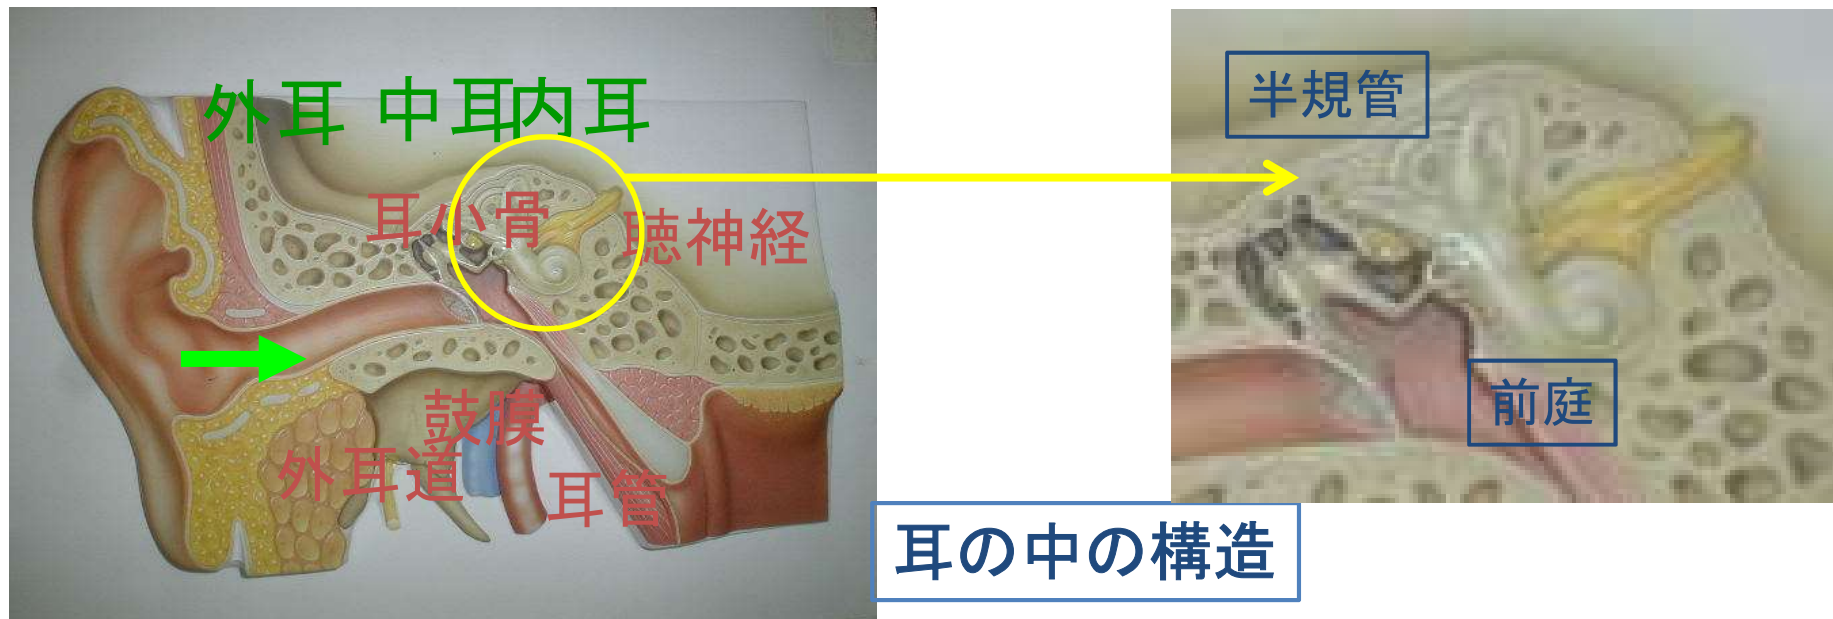 外耳 中耳内耳
耳小骨
聴神経
鼓膜
外耳道
耳管
半規管
前庭
耳の中の構造